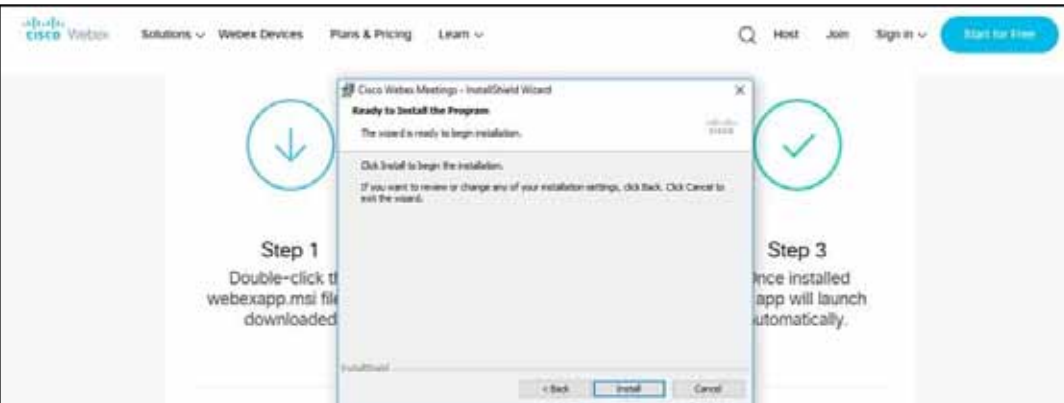 CISCO Webex Solutions Webex Devices Plans & Pricing Learn Host Join Sign in Start for Free
Cisco Webex Meetings - InstallShield Wizard
Ready to Install the Program
The wizard is ready to begin installation.
CISCO
Click Install to begin the installation.
If you want to review or change any of your installation settings, click Back. Click Cancel to
exit the wizard.
Step 1
Double-click th
webexapp.msi file
downloaded
InstallShield
< Back Install Cancel
Step 3
nce installed
app will launch
utomatically.